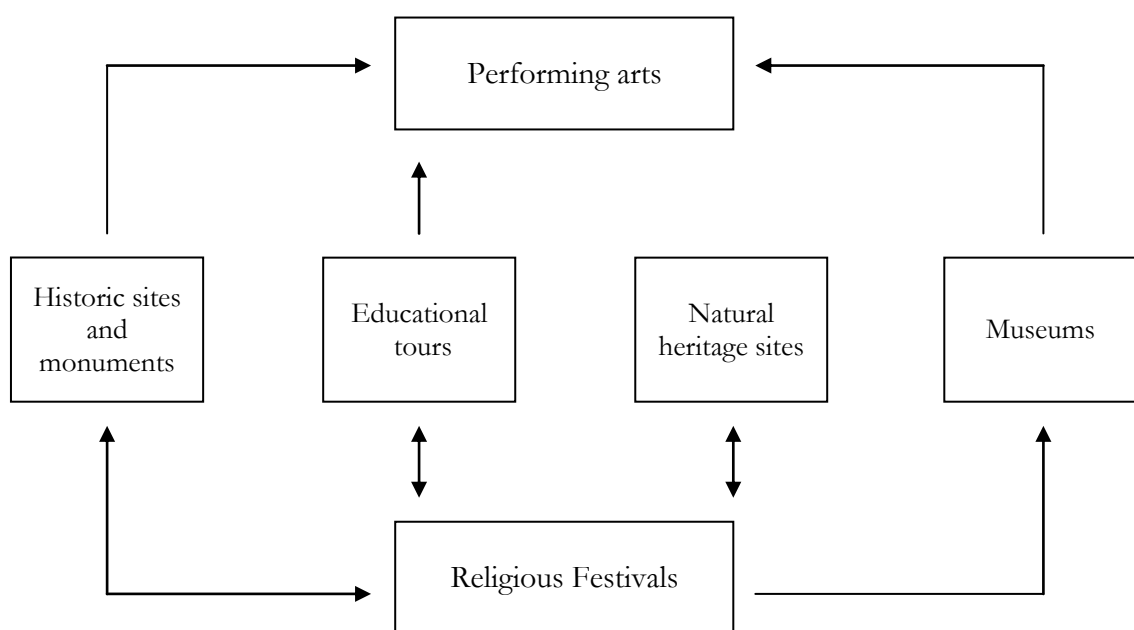 Performing arts
Historic sites
and
monuments
Educational
tours
Natural
heritage sites
Museums
Religious Festivals